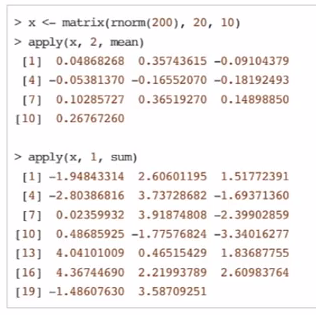 > x <- matrix(rnorm(200), 20, 10)
> apply(x, 2, mean)
[1] 0.04868268 0.35743615 -0.09104379
[4] -0.05381370 -0.16552070 -0.18192493
[7] 0.10285727 0.36519270 0.14898850
[10] 0.26767260
> apply(x, 1, sum)
[1] -1.94843314 2.60601195 1.51772391
[4] -2.80386816 3.73728682 -1.69371360
[7] 0.02359932 3.91874808 -2.39902859
[10] 0.48685925 -1.77576824 -3.34016277
[13] 4.04101009 0.46515429 1.83687755
[16] 4.36744690 2.21993789 2.60983764
[19] -1.48607630 3.58709251